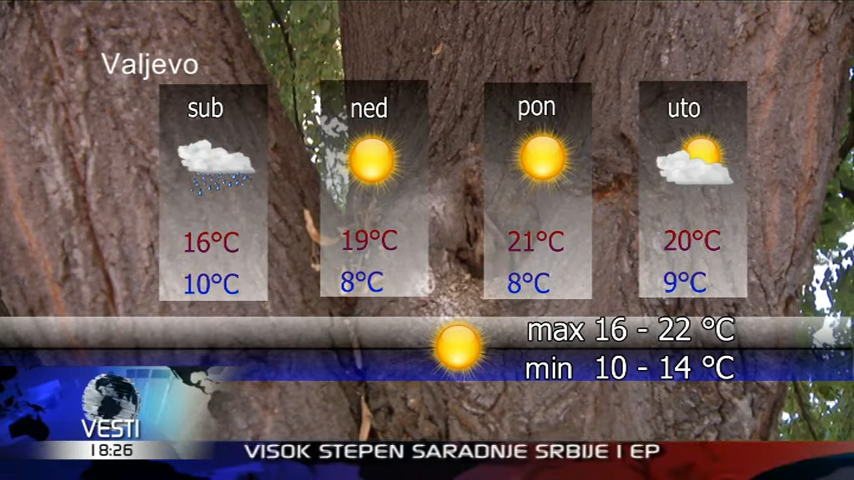 Valjevo
sub ned pon uto
16°C 19°C 21°C 20°C
10°C 8°C 8°C 9°C
max 16 - 22 °C
min 10 - 14 °C
VESTI
18:26
VISOK STEPEN SARADNJE SRBIJE I EP